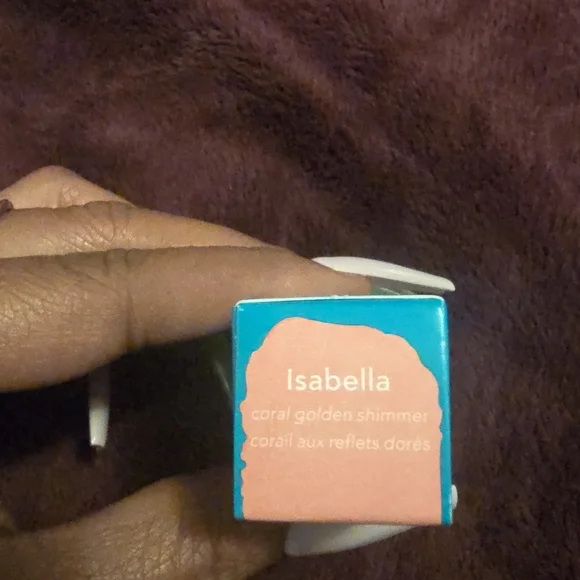 isabella
coral golden shimmer
corail aux reflets dorés